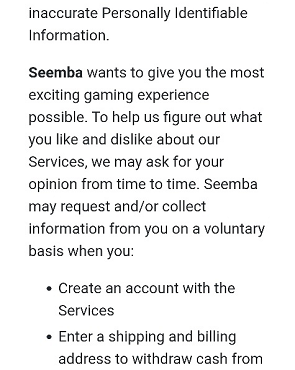 inaccurate Personally Identifiable
Information.
Seemba wants to give you the most
exciting gaming experience
possible. To help us figure out what
you like and dislike about our
Services, we may ask for your
opinion from time to time. Seemba
may request and/or collect
information from you on a voluntary
basis when you:
• Create an account with the
Services
• Enter a shipping and billing
address to withdraw cash from